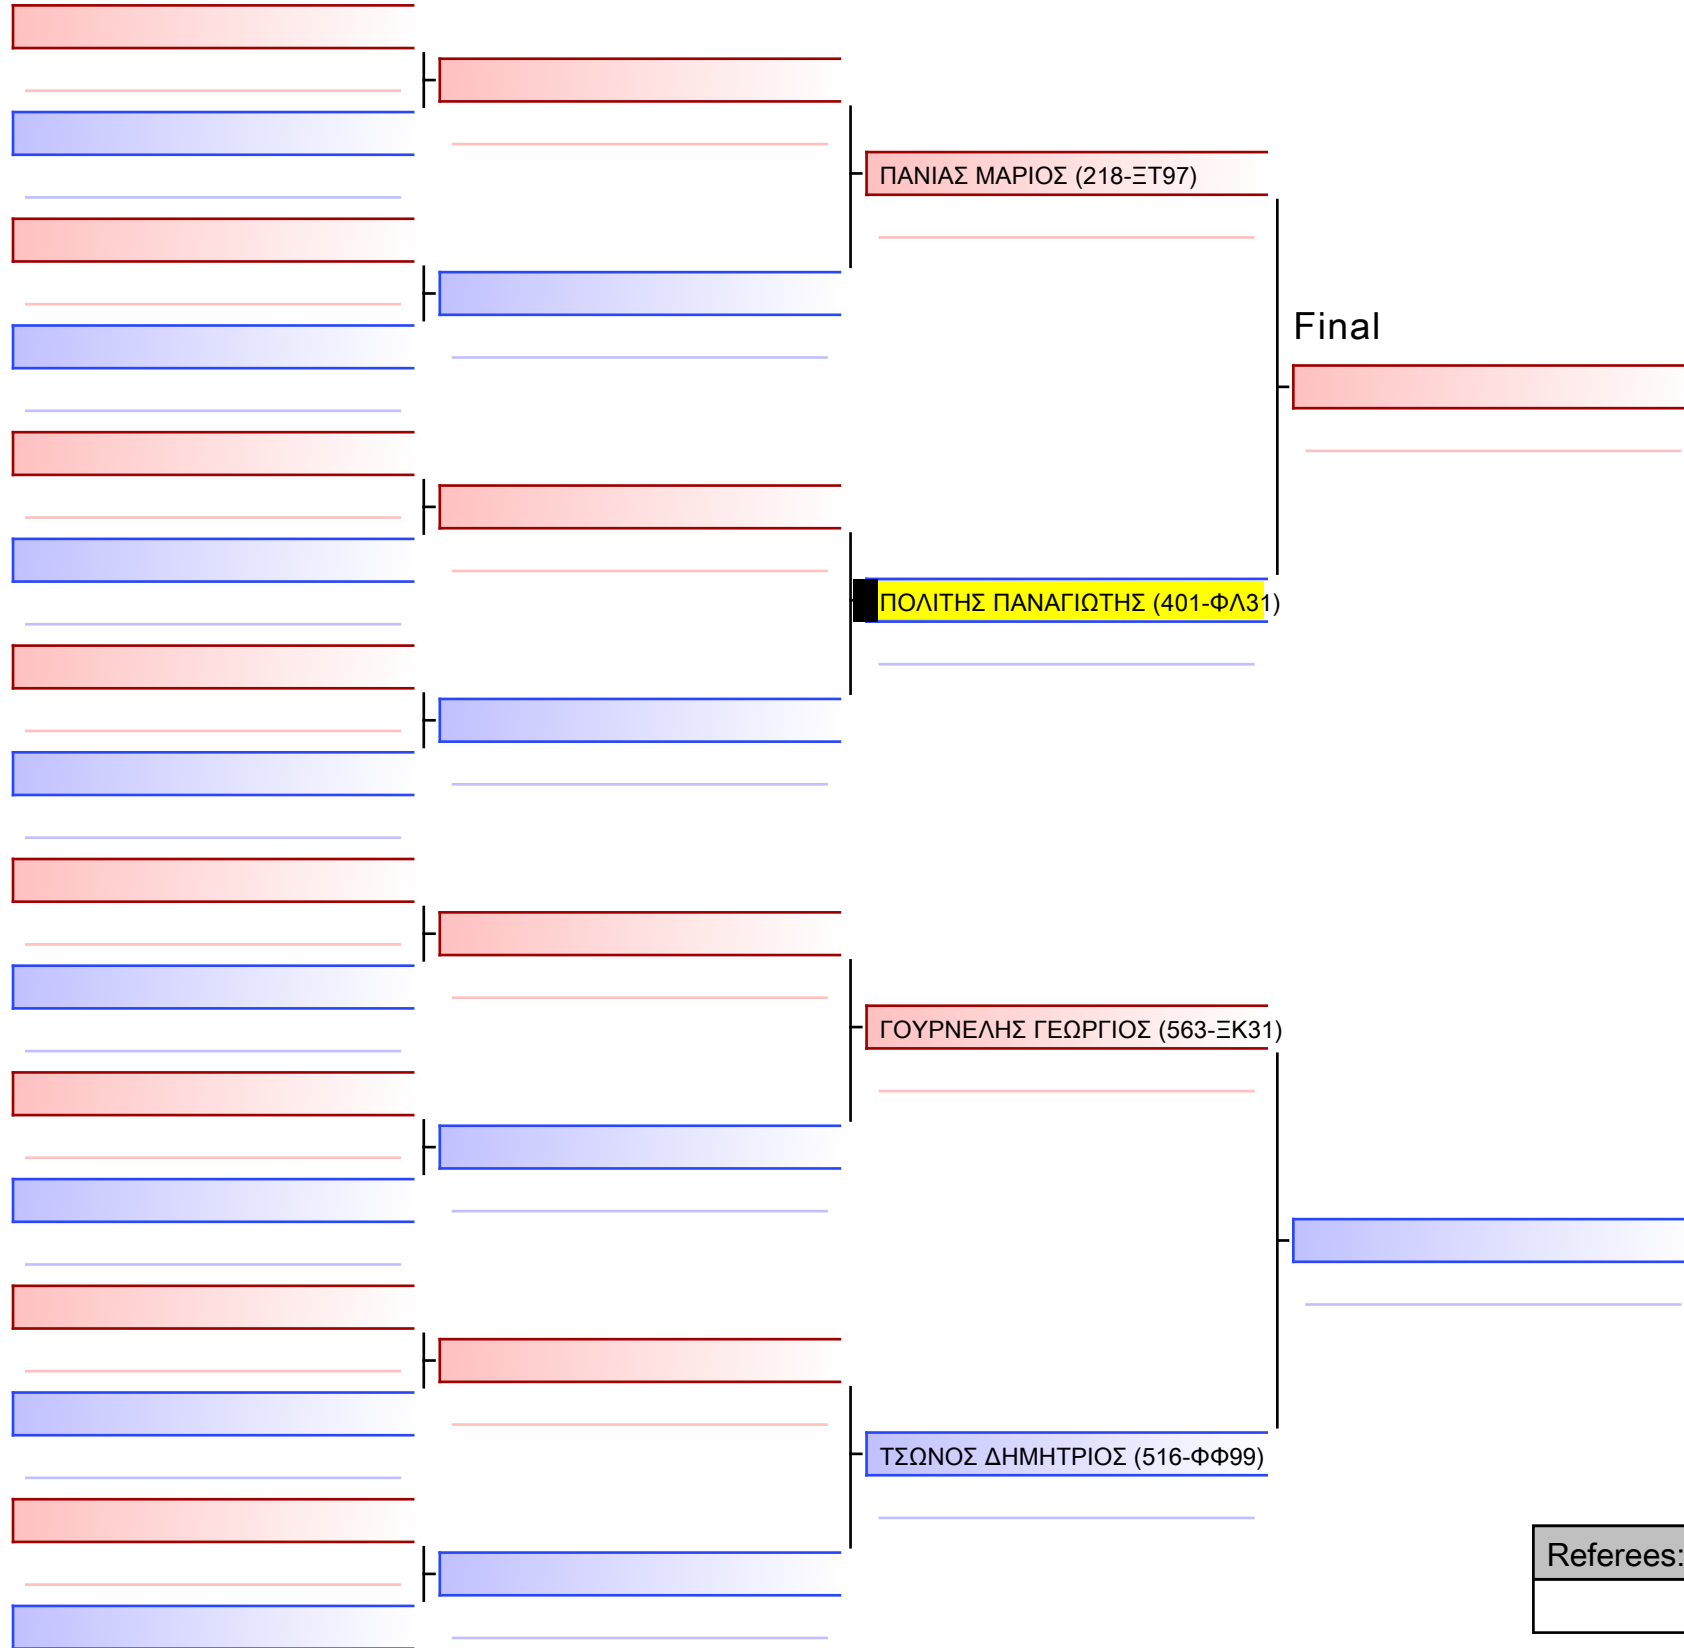 ΠΑΝΙΑΣ ΜΑΡΙΟΣ (218-ΞΤ97)
Final
ΠΟΛΙΤΗΣ ΠΑΝΑΓΙΩΤΗΣ (401-ΦΛ31)
ΓΟΥΡΝΕΛΗΣ ΓΕΩΡΓΙΟΣ (563-ΞΚ31)
ΤΣΩΝΟΣ ΔΗΜΗΤΡΙΟΣ (516-ΦΦ99)
Referees: